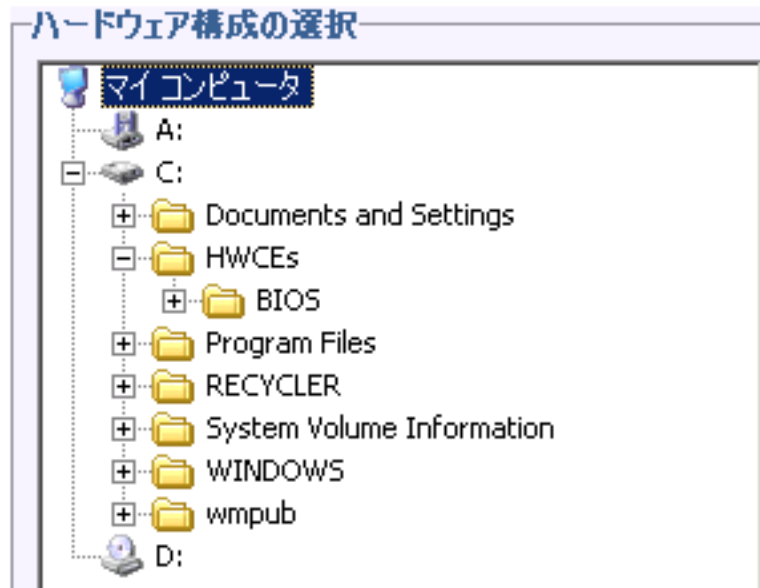 ハードウェア構成の選択
マイ コンピュータ
A:
C:
Documents and Settings
HWCEs
BIOS
Program Files
RECYCLER
System Volume Information
WINDOWS
wmpub
D: